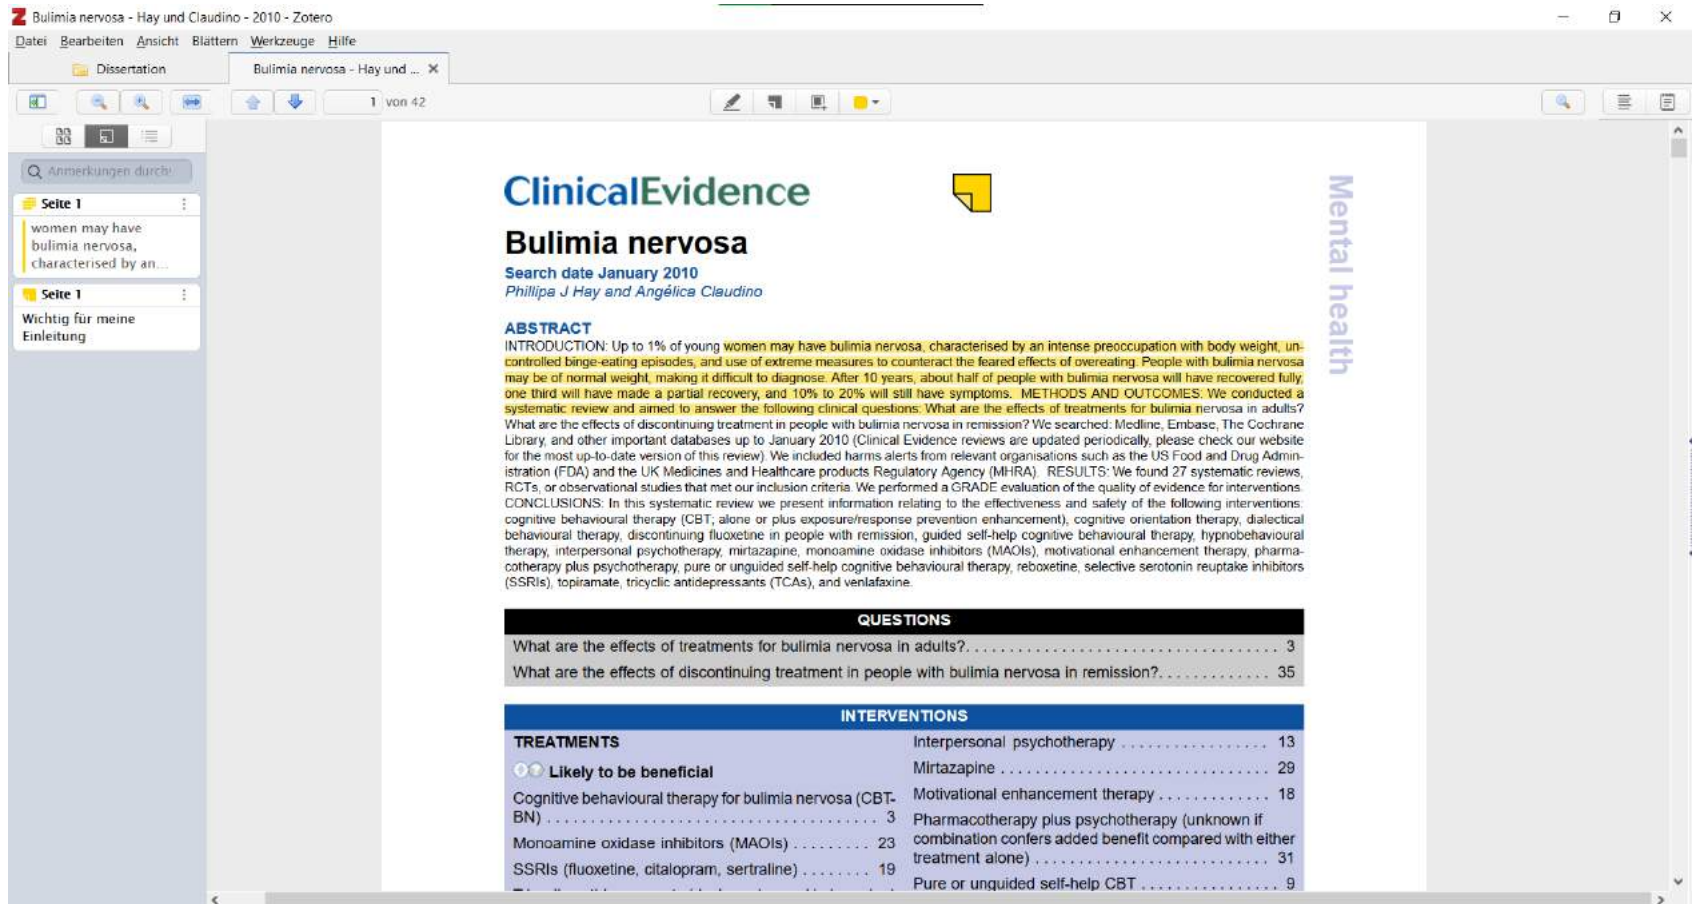 Bulimia nervosa - Hay und Claudino - 2010 - Zotero
Datei Bearbeiten Ansicht Blättern Werkzeuge Hilfe
Dissertation
Bulimia nervosa - Hay und ...
1 von 42
Anmerkungen durch
Seite 1
women may have
bulimia nervosa,
characterised by an...
Seite 1
Wichtig für meine
Einleitung
ClinicalEvidence
Mental health
Bulimia nervosa
Search date January 2010
Phillipa J Hay and Angélica Claudino
ABSTRACT
INTRODUCTION: Up to 1% of young women may have bulimia nervosa, characterised by an intense preoccupation with body weight, un-
controlled binge-eating episodes, and use of extreme measures to counteract the feared effects of overeating. People with bulimia nervosa
may be of normal weight, making it difficult to diagnose. After 10 years, about half of people with bulimia nervosa will have recovered fully,
one third will have made a partial recovery, and 10% to 20% will still have symptoms. METHODS AND OUTCOMES: We conducted a
systematic review and aimed to answer the following clinical questions: What are the effects of treatments for bulimia nervosa in adults?
What are the effects of discontinuing treatment in people with bulimia nervosa in remission? We searched: Medline, Embase, The Cochrane
Library, and other important databases up to January 2010 (Clinical Evidence reviews are updated periodically, please check our website
for the most up-to-date version of this review). We included harms alerts from relevant organisations such as the US Food and Drug Admin-
istration (FDA) and the UK Medicines and Healthcare products Regulatory Agency (MHRA). RESULTS: We found 27 systematic reviews,
RCTs, or observational studies that met our inclusion criteria. We performed a GRADE evaluation of the quality of evidence for interventions.
CONCLUSIONS: In this systematic review we present information relating to the effectiveness and safety of the following interventions:
cognitive behavioural therapy (CBT; alone or plus exposure/response prevention enhancement), cognitive orientation therapy, dialectical
behavioural therapy, discontinuing fluoxetine in people with remission, guided self-help cognitive behavioural therapy, hypnobehavioural
therapy, interpersonal psychotherapy, mirtazapine, monoamine oxidase inhibitors (MAOIs), motivational enhancement therapy, pharma-
cotherapy plus psychotherapy, pure or unguided self-help cognitive behavioural therapy, reboxetine, selective serotonin reuptake inhibitors
(SSRIs), topiramate, tricyclic antidepressants (TCAs), and venlafaxine.
QUESTIONS
What are the effects of treatments for bulimia nervosa in adults?. . . . . . . . . . . . . . . . . . . . . . . . . . . . . . . . . . . . 3
What are the effects of discontinuing treatment in people with bulimia nervosa in remission?. . . . . . . . . . . . . 35
INTERVENTIONS
TREATMENTS
Likely to be beneficial
Cognitive behavioural therapy for bulimia nervosa (CBT-
BN) . . . . . . . . . . . . . . . . . . . . . . . . . . . . . . . . . . . . . . 3
Monoamine oxidase inhibitors (MAOIs) . . . . . . . . . 23
SSRIs (fluoxetine, citalopram, sertraline) . . . . . . . . 19
Interpersonal psychotherapy . . . . . . . . . . . . . . . . . 13
Mirtazapine . . . . . . . . . . . . . . . . . . . . . . . . . . . . . . . 29
Motivational enhancement therapy . . . . . . . . . . . . . 18
Pharmacotherapy plus psychotherapy (unknown if
combination confers added benefit compared with either
treatment alone) . . . . . . . . . . . . . . . . . . . . . . . . . . . 31
Pure or unguided self-help CBT . . . . . . . . . . . . . . . . 9